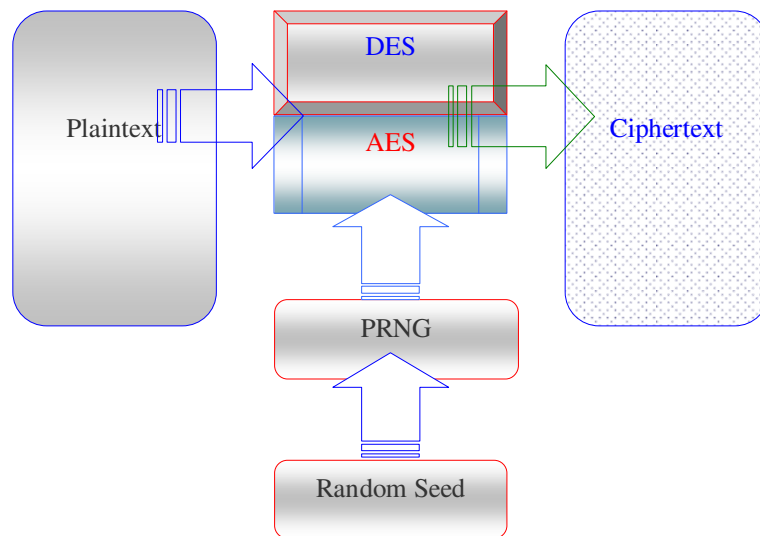 DES
Plaintext
AES
Ciphertext
PRNG
Random Seed